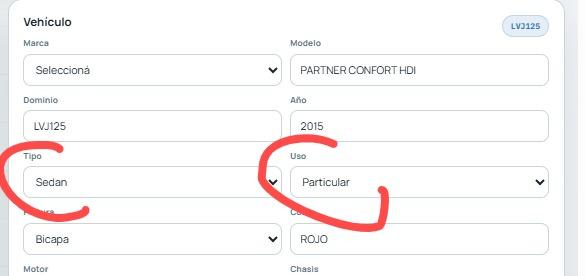 Vehículo
LVJ125
Marca
Modelo
Seleccioná
PARTNER CONFORT HDI
Dominio
Año
LVJ125
2015
Tipo
Uso
Sedan
Particular
Bicapa
ROJO
Motor
Chasis